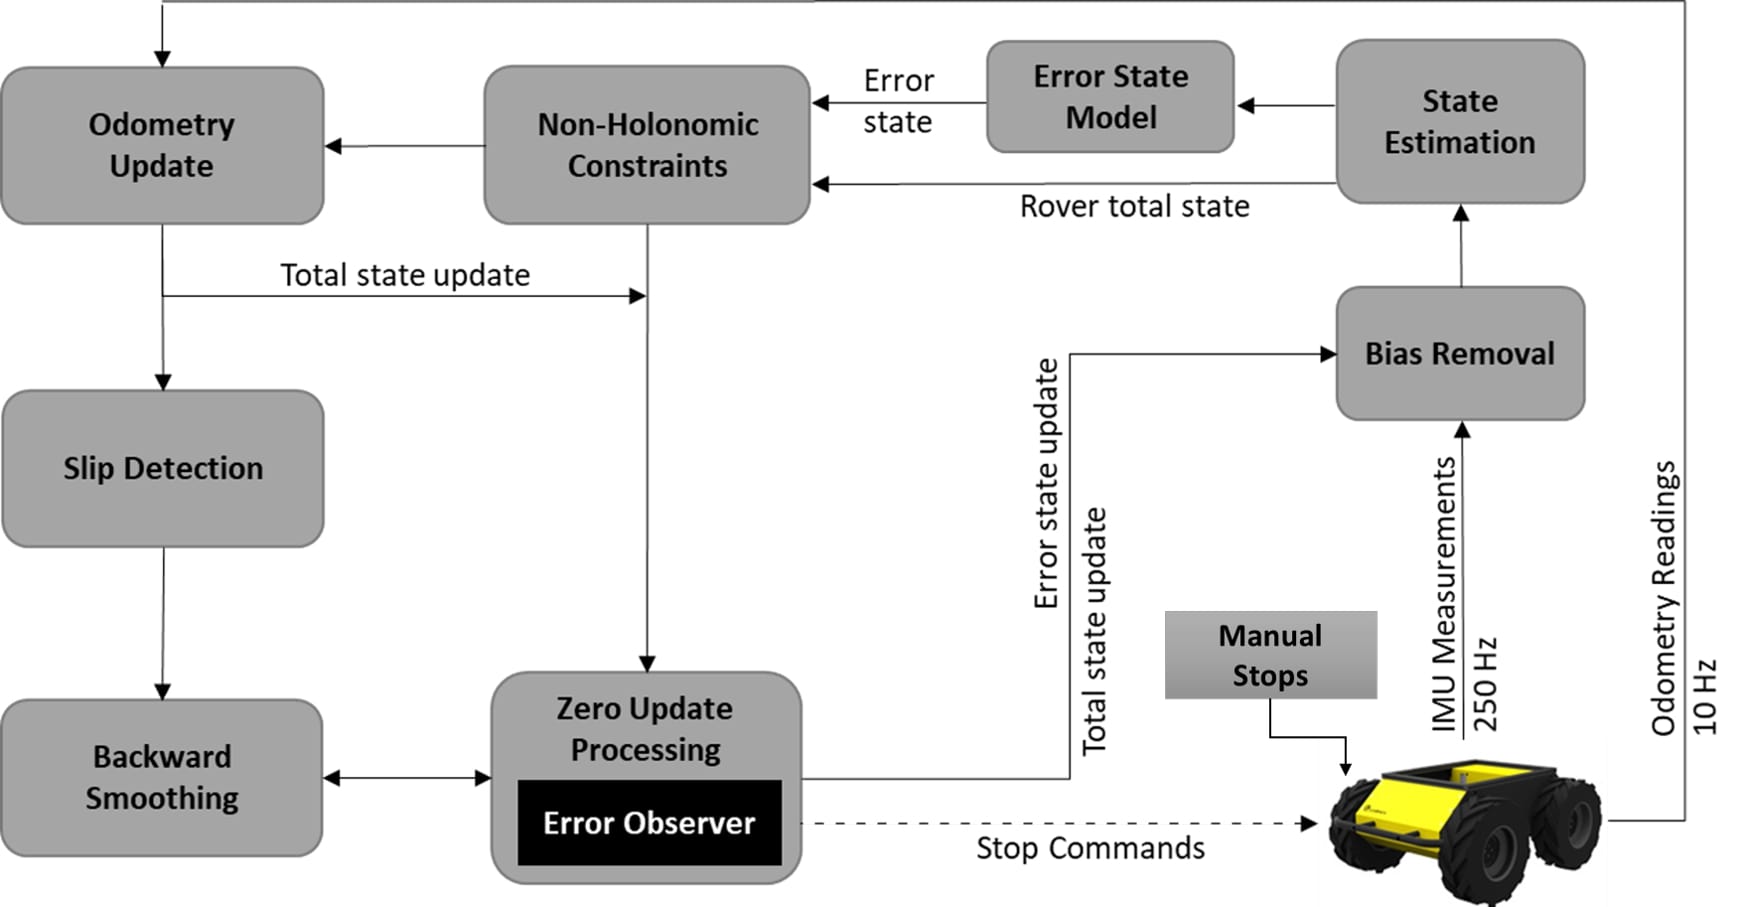 Odometry
Update
Non-Holonomic
Constraints
Error
state
Error State
Model
State
Estimation
Rover total state
Total state update
Bias Removal
Slip Detection
Error state update
Total state update
IMU Measurements
250 Hz
Odometry Readings
10 Hz
Manual
Stops
Backward
Smoothing
Zero Update
Processing
Error Observer
Stop Commands